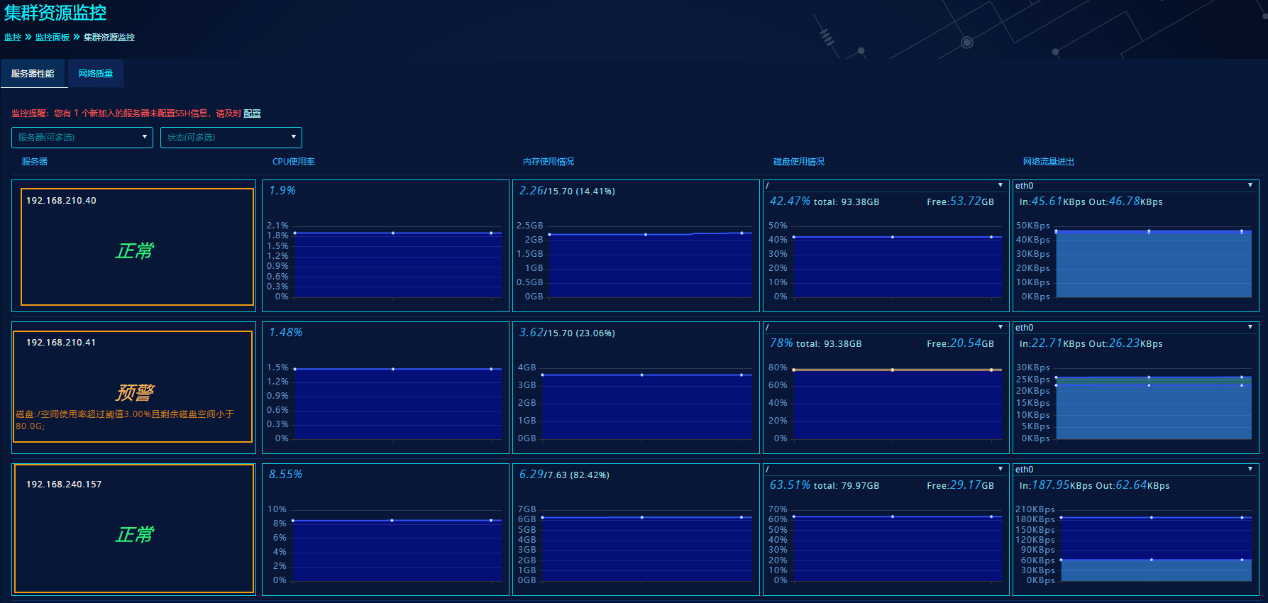 集群资源监控
监控 » 监控面板 » 集群资源监控
服务器性能 网络质量
监控提醒：您有 1 个新加入的服务器未配置SSH信息，请及时 配置
服务器(可多选) 状态(可多选)
服务器 CPU使用率 内存使用情况 磁盘使用情况 网络流量进出
192.168.210.40
正常
1.9%
2.1%
1.8%
1.5%
1.2%
0.9%
0.6%
0.3%
0%
2.26/15.70 (14.41%)
2.5GB
2GB
1.5GB
1GB
0.5GB
0GB
/
42.47% total: 93.38GB Free:53.72GB
50%
40%
30%
20%
10%
0%
eth0
In:45.61KBps Out:46.78KBps
50KBps
40KBps
30KBps
20KBps
10KBps
0KBps
192.168.210.41
预警
磁盘:/空间使用率超过阈值3.00%且剩余磁盘空间小于
80.0G;
1.48%
1.5%
1.2%
0.9%
0.6%
0.3%
0%
3.62/15.70 (23.06%)
4GB
3GB
2GB
1GB
0GB
/
78% total: 93.38GB Free:20.54GB
80%
60%
40%
20%
0%
eth0
In:22.71KBps Out:26.23KBps
30KBps
25KBps
20KBps
15KBps
10KBps
5KBps
0KBps
192.168.240.157
正常
8.55%
10%
8%
6%
4%
2%
0%
6.29/7.63 (82.42%)
7GB
6GB
5GB
4GB
3GB
2GB
1GB
0GB
/
63.51% total: 79.97GB Free:29.17GB
70%
60%
50%
40%
30%
20%
10%
0%
eth0
In:187.95KBps Out:62.64KBps
210KBps
180KBps
150KBps
120KBps
90KBps
60KBps
30KBps
0KBps